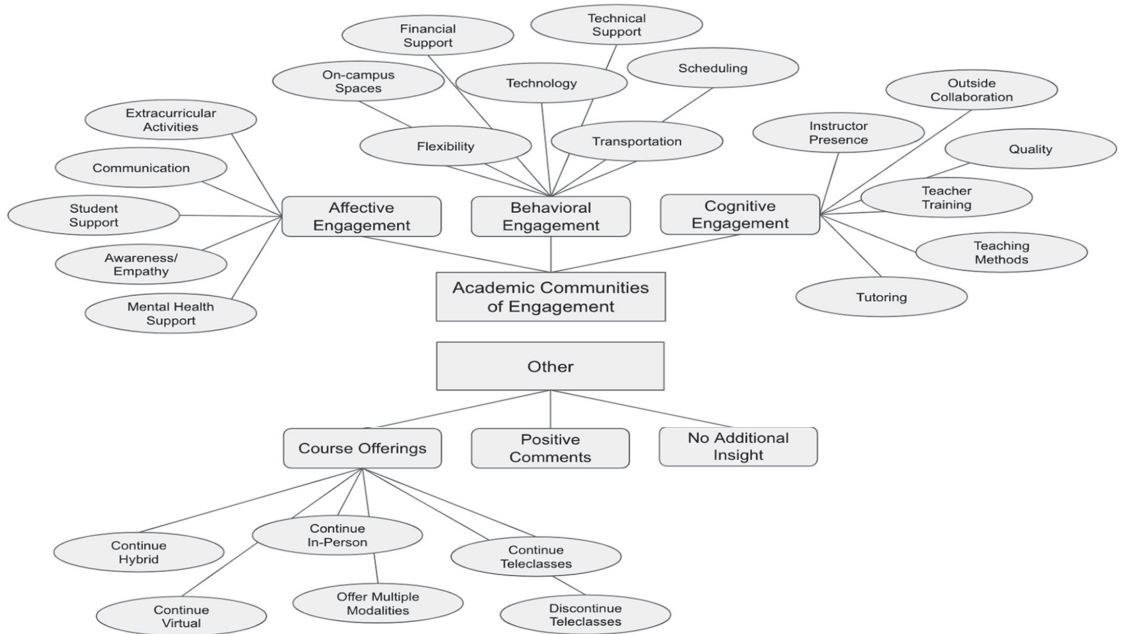 Financial
Support
Technical
Support
On-campus
Spaces
Technology
Scheduling
Flexibility
Transportation
Extracurricular
Activities
Communication
Student
Support
Awareness/
Empathy
Mental Health
Support
Affective
Engagement
Behavioral
Engagement
Cognitive
Engagement
Outside
Collaboration
Instructor
Presence
Quality
Teacher
Training
Teaching
Methods
Tutoring
Academic Communities
of Engagement
Other
Course Offerings
Positive
Comments
No Additional
Insight
Continue
Hybrid
Continue
In-Person
Continue
Teleclasses
Continue
Virtual
Offer Multiple
Modalities
Discontinue
Teleclasses